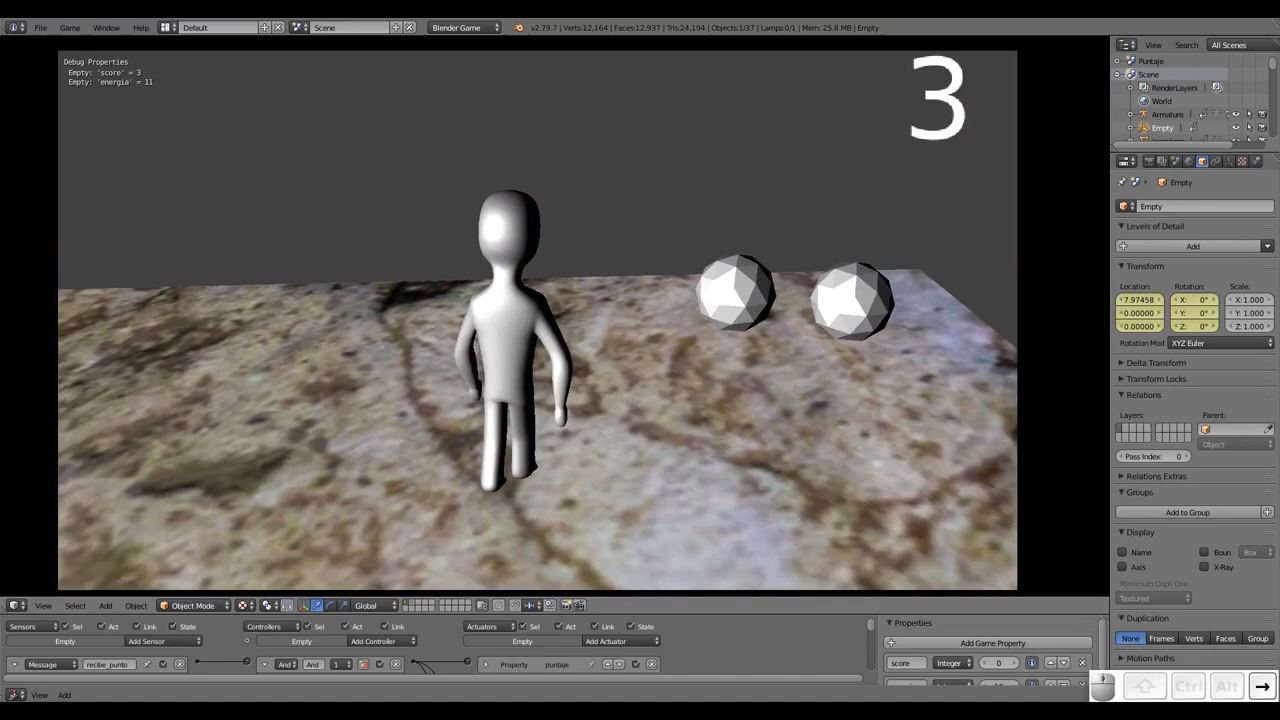 File Game Window Help Default Scene Blender Game v2.79.7 | Verts:12,164 | Faces:12,937 | Tris:24,194 | Objects:1/37 | Lamps:0/1 | Mem: 25.8 MB | Empty
View Search All Scenes
Debug Properties
Empty: 'score' = 3
Empty: 'energia' = 11
3
Puntaje
Scene
RenderLayers
World
Armature
Empty
Empty
Empty
Levels of Detail
Add
Transform
Location: Rotation: Scale:
7.97458 X: 0° X: 1.000
0.00000 Y: 0° Y: 1.000
0.00000 Z: 0° Z: 1.000
Rotation Mod XYZ Euler
Delta Transform
Transform Locks
Relations
Layers: Parent:
Object
Pass Index: 0
Relations Extras
Groups
Add to Group
Display
Name Boun Box
Axis X-Ray
Maximum Dupli Dra...
Textured
Duplication
None Frames Verts Faces Group
Motion Paths
View Select Add Object Object Mode Global
Sensors Sel Act Link State Controllers Sel Act Link Actuators Sel Act Link State
Empty Add Sensor Empty Add Controller Empty Add Actuator
Message recibe_punto And And 1 Property puntaje
Properties
Add Game Property
score Integer 0
View Add
Ctrl Alt →